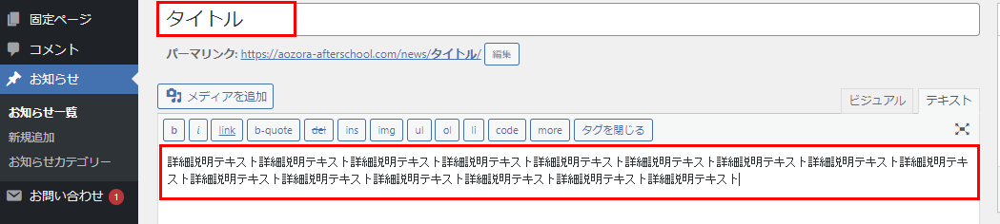 固定ページ
コメント
お知らせ
お知らせ一覧
新規追加
お知らせカテゴリー
お問い合わせ 1
タイトル
パーマリンク: https://aozora-afterschool.com/news/タイトル/ 編集
メディアを追加
ビジュアル テキスト
b i link b-quote del ins img ul ol li code more タグを閉じる
詳細説明テキスト詳細説明テキスト詳細説明テキスト詳細説明テキスト詳細説明テキスト詳細説明テキスト詳細説明テキスト詳細説明テキスト詳細説明テキ
スト詳細説明テキスト詳細説明テキスト詳細説明テキスト詳細説明テキスト詳細説明テキスト詳細説明テキスト